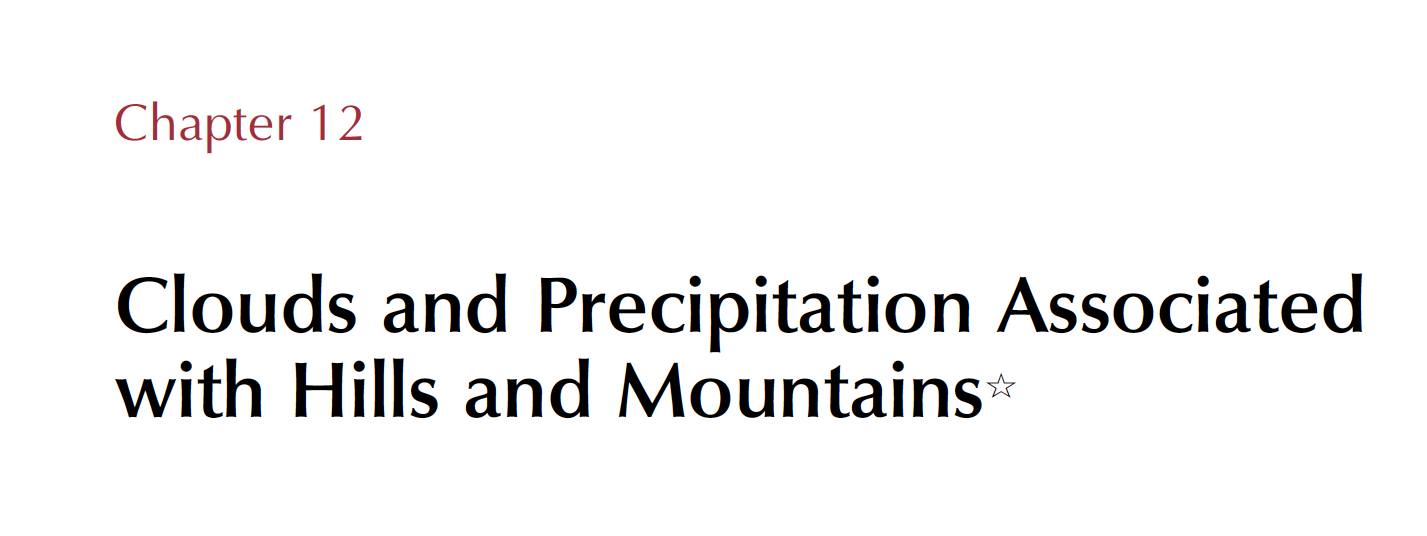 Chapter 12
Clouds and Precipitation Associated
with Hills and Mountains☆